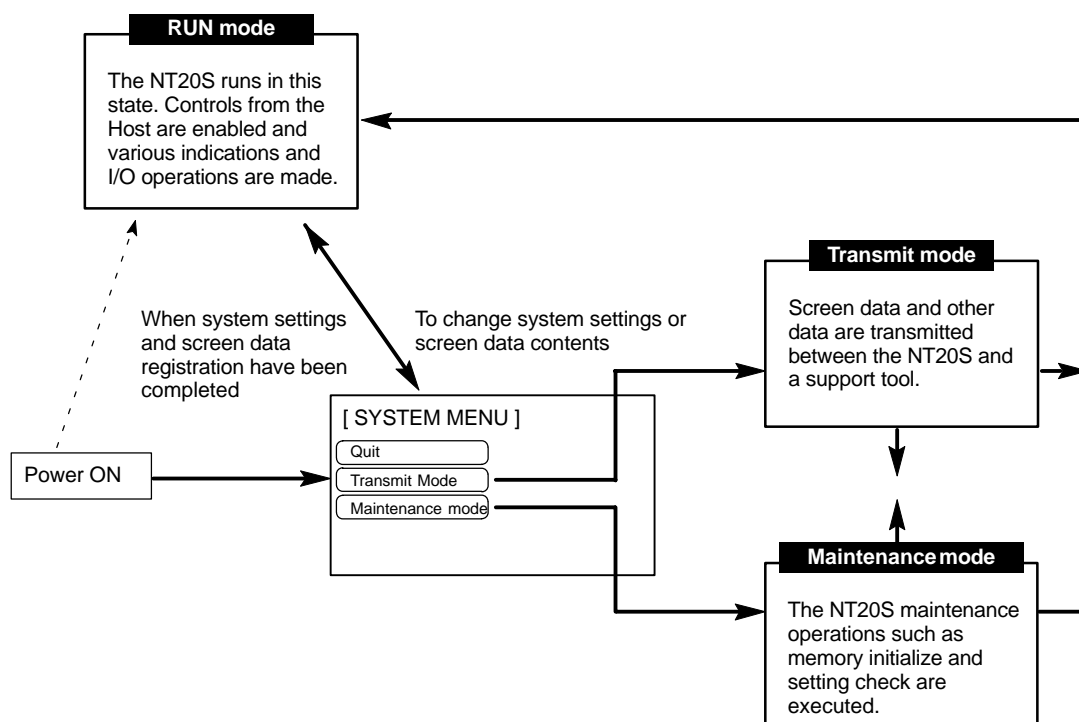 RUN mode
The NT20S runs in this
state. Controls from the
Host are enabled and
various indications and
I/O operations are made.
When system settings
and screen data
registration have been
completed
To change system settings or
screen data contents
Transmit mode
Screen data and other
data are transmitted
between the NT20S and
a support tool.
Power ON
[ SYSTEM MENU ]
Quit
Transmit Mode
Maintenance mode
Maintenance mode
The NT20S maintenance
operations such as
memory initialize and
setting check are
executed.